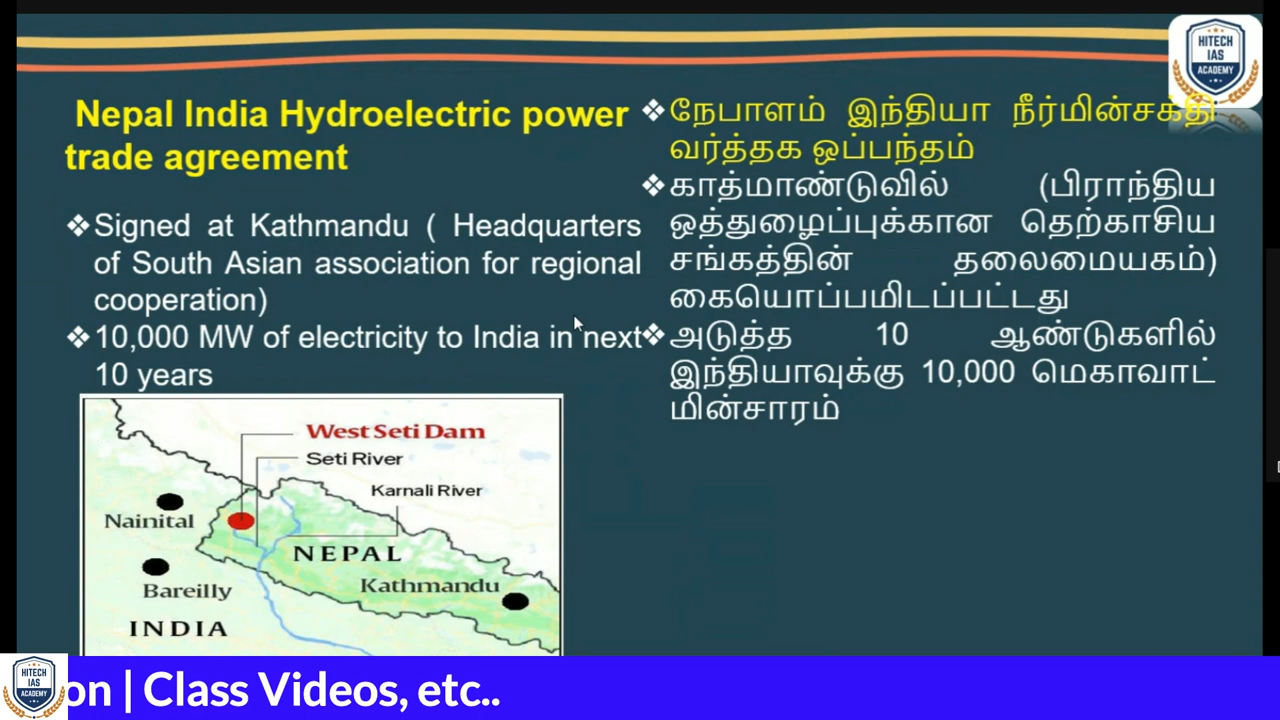 HITECH
IAS
ACADEMY
Nepal India Hydroelectric power
trade agreement
❖Signed at Kathmandu ( Headquarters
of South Asian association for regional
cooperation)
❖10,000 MW of electricity to India in next
10 years
❖நேபாளம் இந்தியா நீர்மின்சக்தி
வர்த்தக ஒப்பந்தம்
❖காத்மாண்டுவில் (பிராந்திய
ஒத்துழைப்புக்கான தெற்காசிய
சங்கத்தின் தலைமையகம்)
கையொப்பமிடப்பட்டது
❖அடுத்த 10 ஆண்டுகளில்
இந்தியாவுக்கு 10,000 மெகாவாட்
மின்சாரம்
West Seti Dam
Seti River
Karnali River
Nainital
NEPAL
Bareilly
Kathmandu
INDIA
HITECH
IAS
ACADEMY
on | Class Videos, etc..